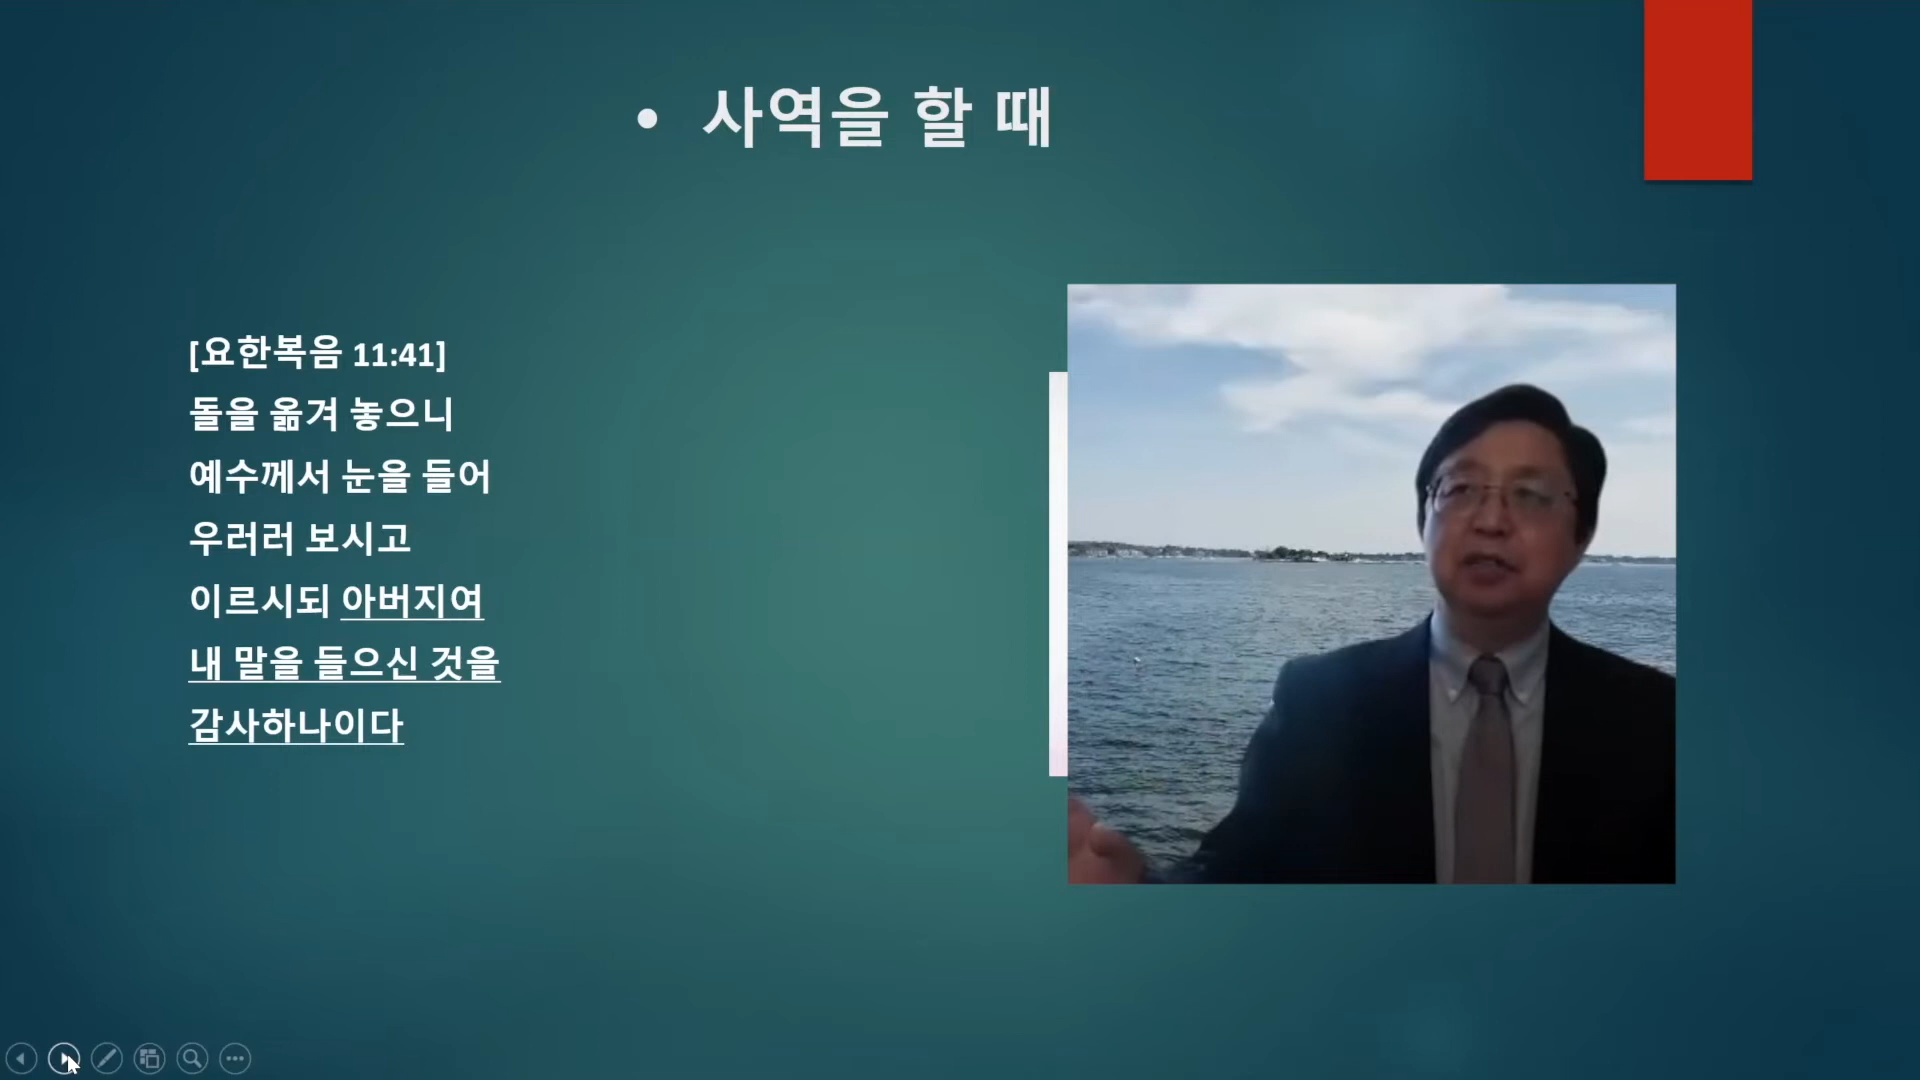 • 사역을 할 때
[요한복음 11:41]
돌을 옮겨 놓으니
예수께서 눈을 들어
우러러 보시고
이르시되 아버지여
내 말을 들으신 것을
감사하나이다